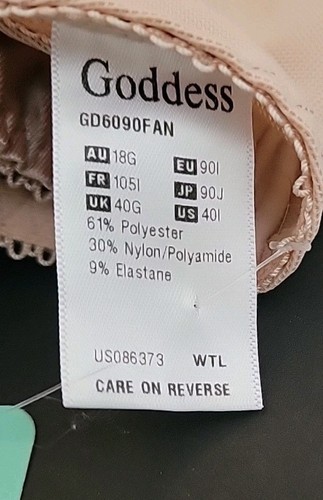 Goddess
GD6090FAN
AU 18G EU 90I
FR 105I JP 90J
UK 40G US 40I
61% Polyester
30% Nylon/Polyamide
9% Elastane
US086373 WTL
CARE ON REVERSE